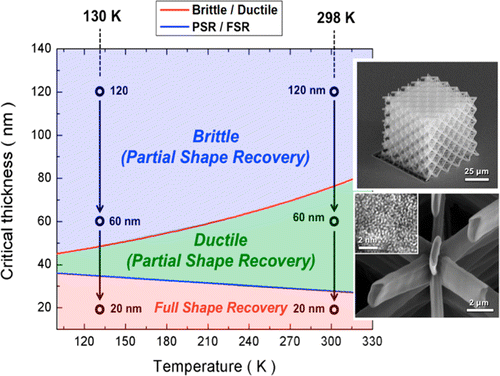 Brittle / Ductile
PSR / FSR
130 K
298 K
Critical thickness ( nm )
140
120
100
80
60
40
20
120
60 nm
20 nm
120 nm
60 nm
20 nm
Brittle
(Partial Shape Recovery)
Ductile
(Partial Shape Recovery)
Full Shape Recovery
120 150 180 210 240 270 300 330
Temperature ( K )
25 μm
2 nm
2 μm